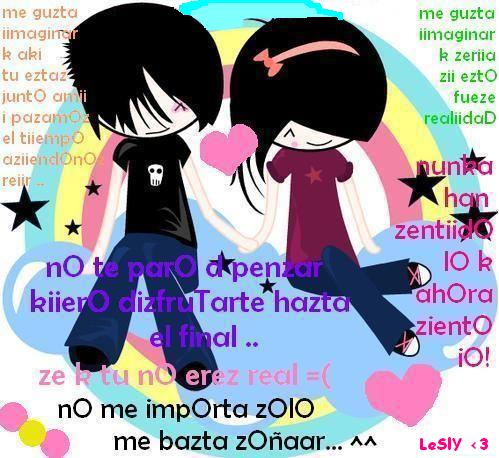 me guzta
iimaginar
k aki
tu eztaz
juntO amii
i pazamOz
el tiiempO
aziiendOnOz
reiir ..
me guzta
iimaginar
k zeriia
zii eztO
fueze
realiidaD
nunka
han
zentiidO
lO k
ahOra
zientO
iO!
nO te parO d penzar
kiierO dizfruTarte hazta
el final ..
ze k tu nO erez real =(
nO me impOrta zOlO
me bazta zOñaar... ^^
LeSlY <3